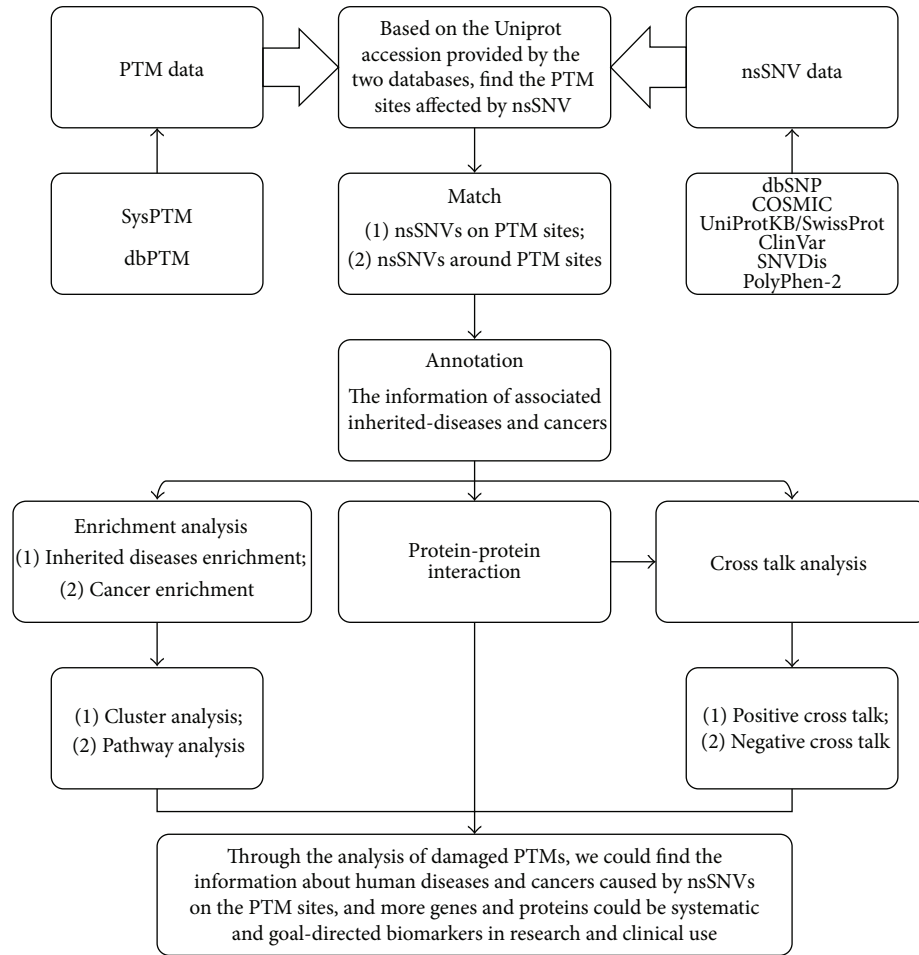 PTM data
Based on the Uniprot
accession provided by the
two databases, find the PTM
sites affected by nsSNV
nsSNV data
SysPTM
dbPTM
Match
(1) nsSNVs on PTM sites;
(2) nsSNVs around PTM sites
dbSNP
COSMIC
UniProtKB/SwissProt
ClinVar
SNVDis
PolyPhen-2
Annotation
The information of associated
inherited-diseases and cancers
Enrichment analysis
(1) Inherited diseases enrichment;
(2) Cancer enrichment
Protein-protein
interaction
Cross talk analysis
(1) Cluster analysis;
(2) Pathway analysis
(1) Positive cross talk;
(2) Negative cross talk
Through the analysis of damaged PTMs, we could find the
information about human diseases and cancers caused by nsSNVs
on the PTM sites, and more genes and proteins could be systematic
and goal-directed biomarkers in research and clinical use